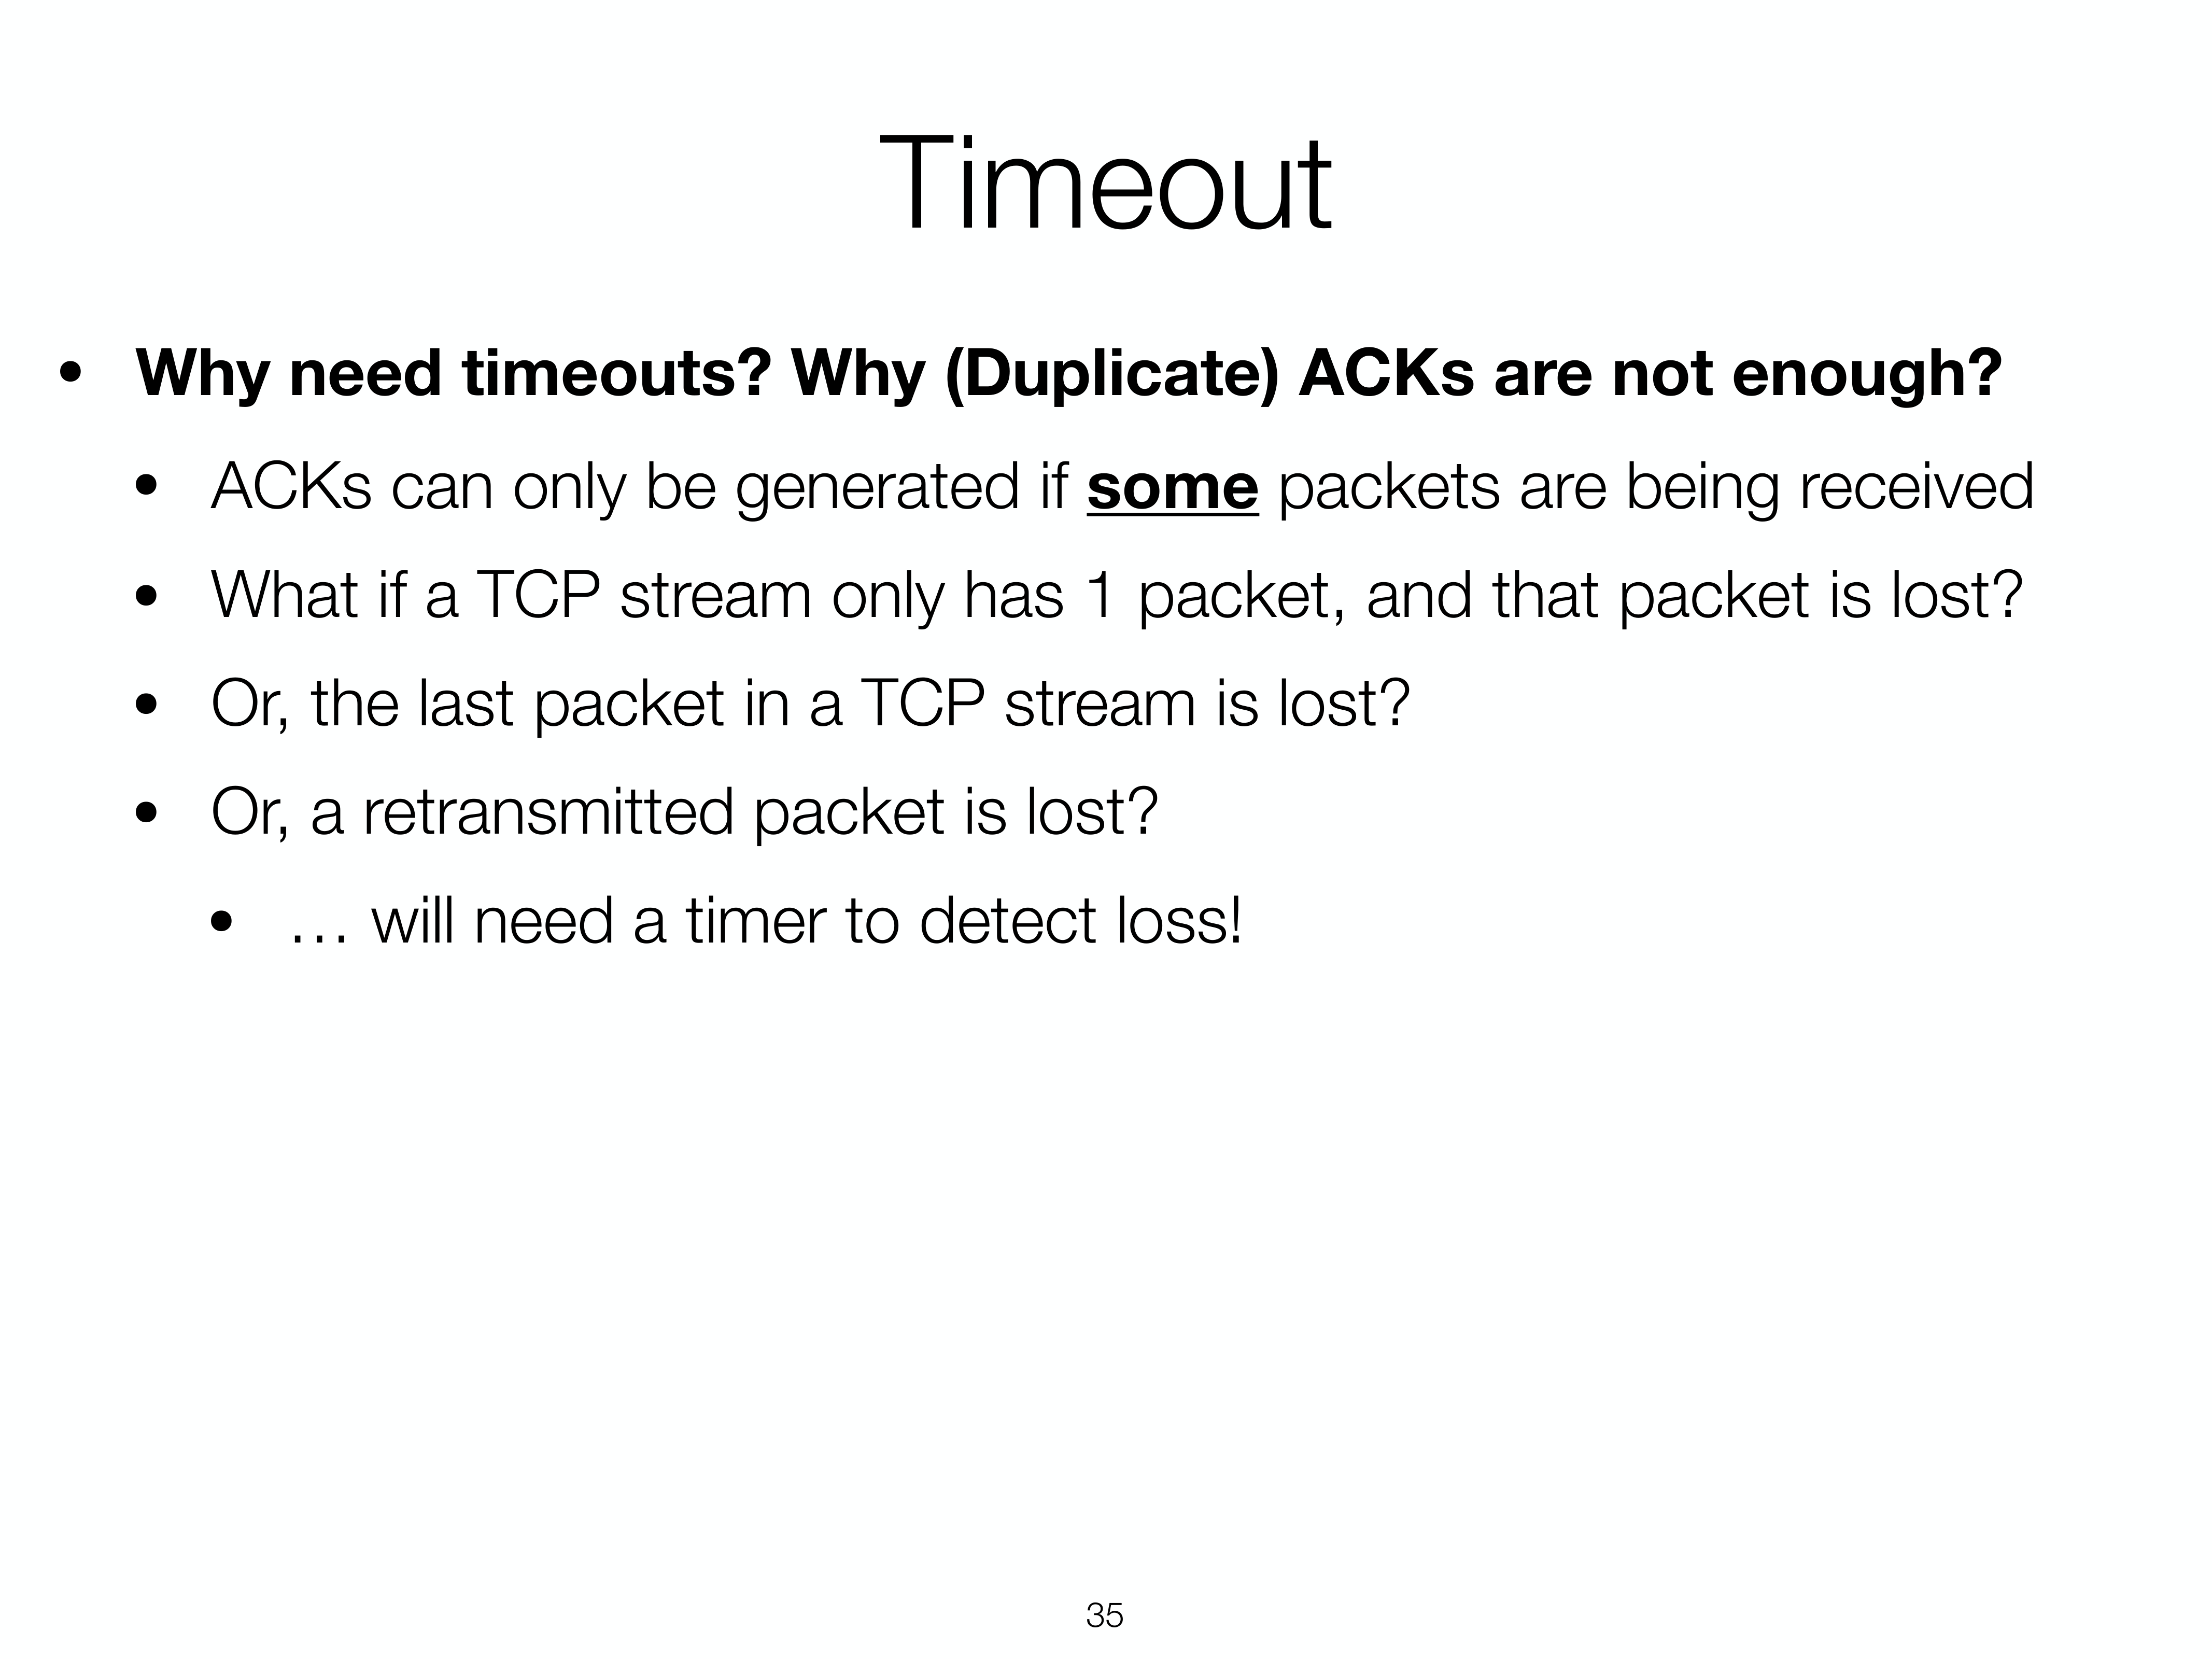 Timeout
• Why need timeouts? Why (Duplicate) ACKs are not enough?
• ACKs can only be generated if some packets are being received
• What if a TCP stream only has 1 packet, and that packet is lost?
• Or, the last packet in a TCP stream is lost?
• Or, a retransmitted packet is lost?
• … will need a timer to detect loss!
35